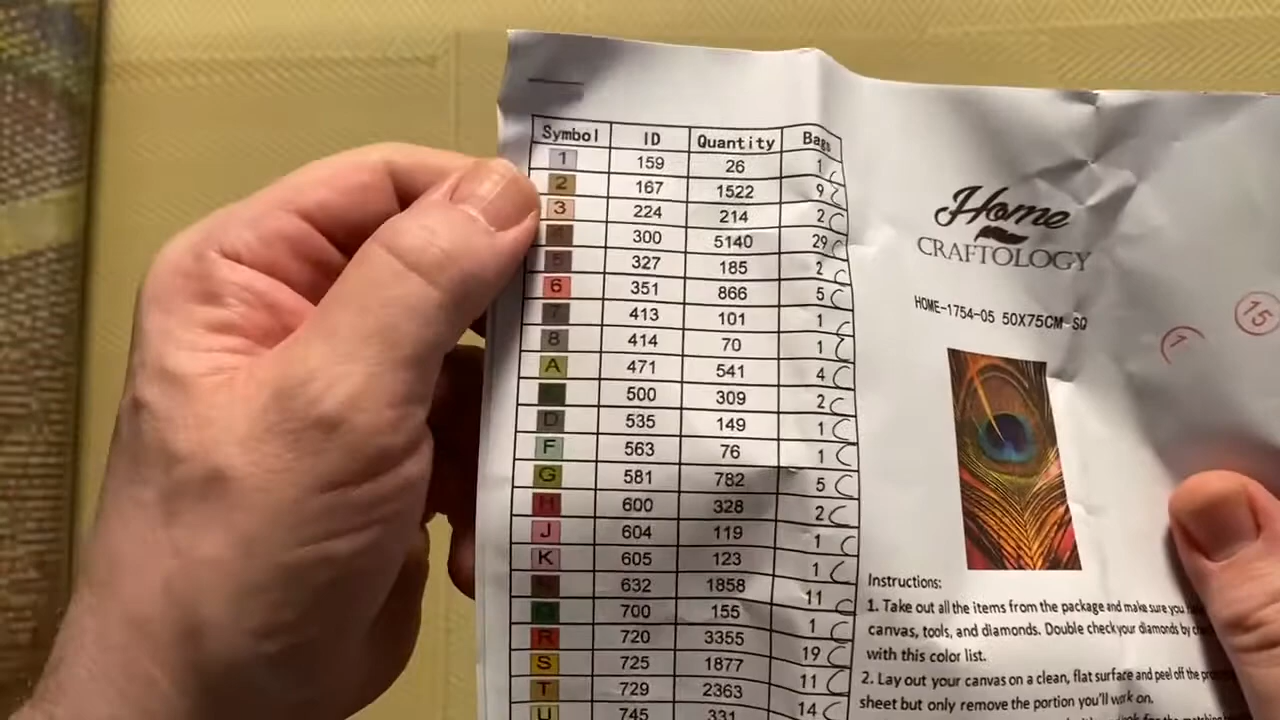 Symbol ID Quantity Bags
1 159 26 1
2 167 1522 9
3 224 214 2
300 5140 29
5 327 185 2
6 351 866 5
7 413 101 1
8 414 70 1
A 471 541 4
500 309 2
D 535 149 1
F 563 76 1
G 581 782 5
H 600 328 2
J 604 119 1
K 605 123 1
632 1858 11
700 155 1
R 720 3355 19
S 725 1877 11
T 729 2363 14
U 745 331
Home
CRAFTOLOGY
HOME-1754-05 50X75CM-SQ
1
15
Instructions:
1. Take out all the items from the package and make sure you
canvas, tools, and diamonds. Double check your diamonds by
with this color list.
2. Lay out your canvas on a clean, flat surface and peel off the
sheet but only remove the portion you'll work on.